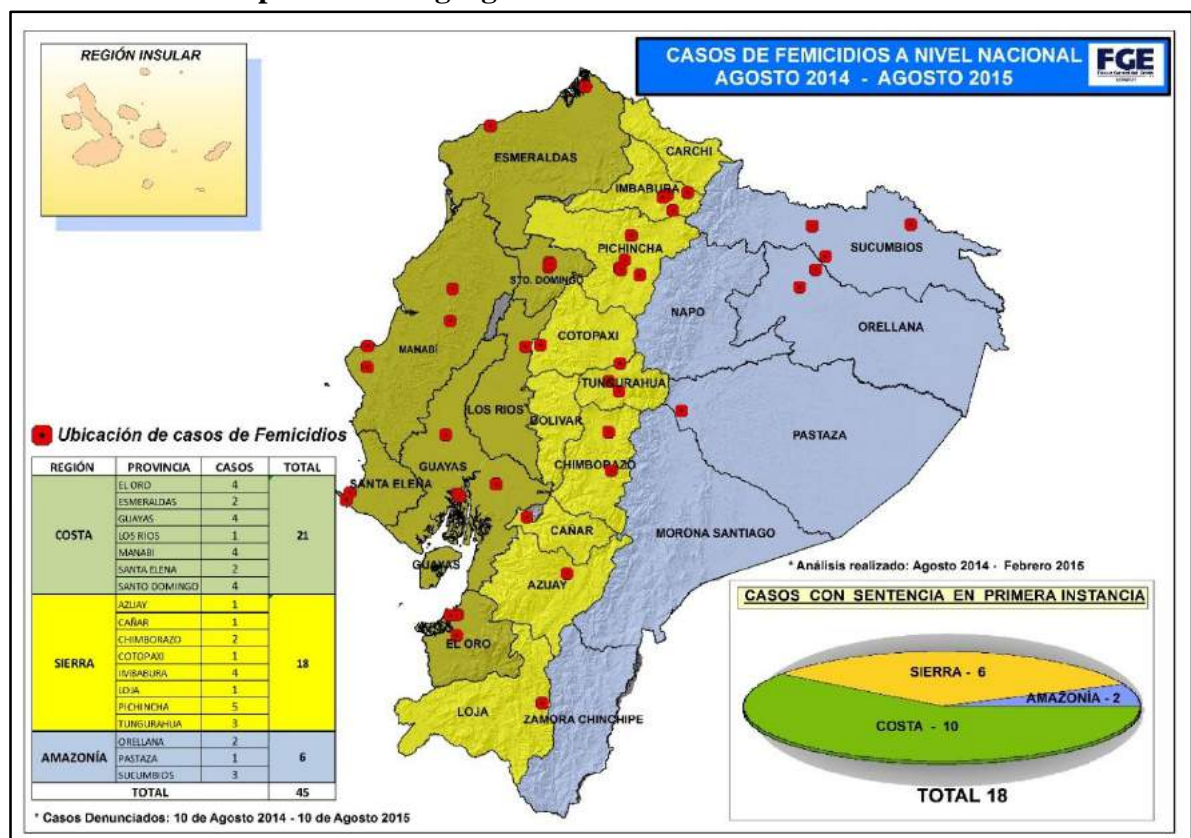 REGIÓN INSULAR
CASOS DE FEMICIDIOS A NIVEL NACIONAL
AGOSTO 2014 - AGOSTO 2015
FGE
ESMERALDAS
CARCHI
IMBABURA
PICHINCHA
SUCUMBIOS
STO. DOMINGO
NAPO
ORELLANA
COTOPAXI
MANABÍ
TUNGURAHUA
LOS RIOS
BOLIVAR
PASTAZA
GUAYAS
CHIMBORAZO
SANTA ELENA
CAÑAR
MORONA SANTIAGO
GUAYAS
AZUAY
EL ORO
LOJA
ZAMORA CHINCHIPE
Ubicación de casos de Femicidios
REGIÓN PROVINCIA CASOS TOTAL
COSTA 21
EL ORO 4
ESMERALDAS 2
GUAYAS 4
LOS RIOS 1
MANABI 4
SANTA ELENA 2
SANTO DOMINGO 4
SIERRA 18
AZUAY 1
CAÑAR 1
CHIMBORAZO 2
COTOPAXI 1
IMBABURA 4
LOJA 1
PICHINCHA 5
TUNGURAHUA 3
AMAZONÍA 6
ORELLANA 2
PASTAZA 1
SUCUMBIOS 3
TOTAL 45
* Casos Denunciados: 10 de Agosto 2014 - 10 de Agosto 2015
* Análisis realizado: Agosto 2014 - Febrero 2015
CASOS CON SENTENCIA EN PRIMERA INSTANCIA
SIERRA - 6
AMAZONÍA - 2
COSTA - 10
TOTAL 18